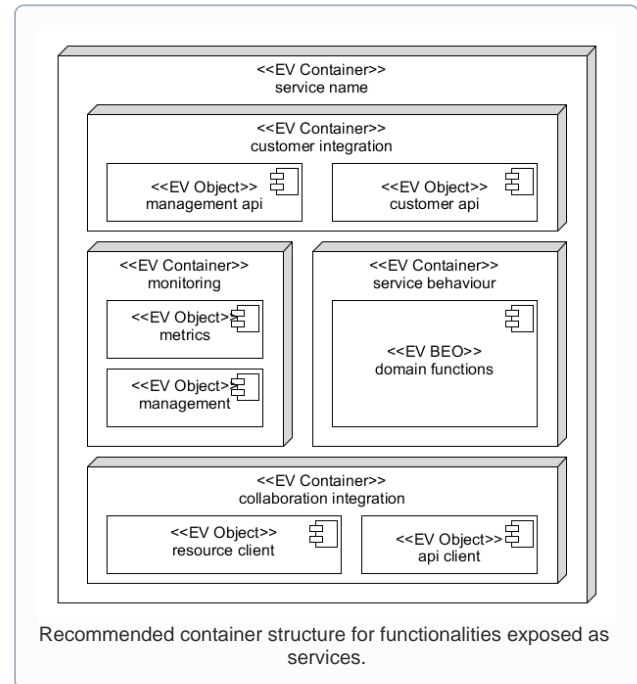 <<EV Container>>
service name
<<EV Container>>
customer integration
<<EV Object>>
management api
<<EV Object>>
customer api
<<EV Container>>
monitoring
<<EV Object>>
metrics
<<EV Object>>
management
<<EV Container>>
service behaviour
<<EV BEO>>
domain functions
<<EV Container>>
collaboration integration
<<EV Object>>
resource client
<<EV Object>>
api client
Recommended container structure for functionalities exposed as
services.